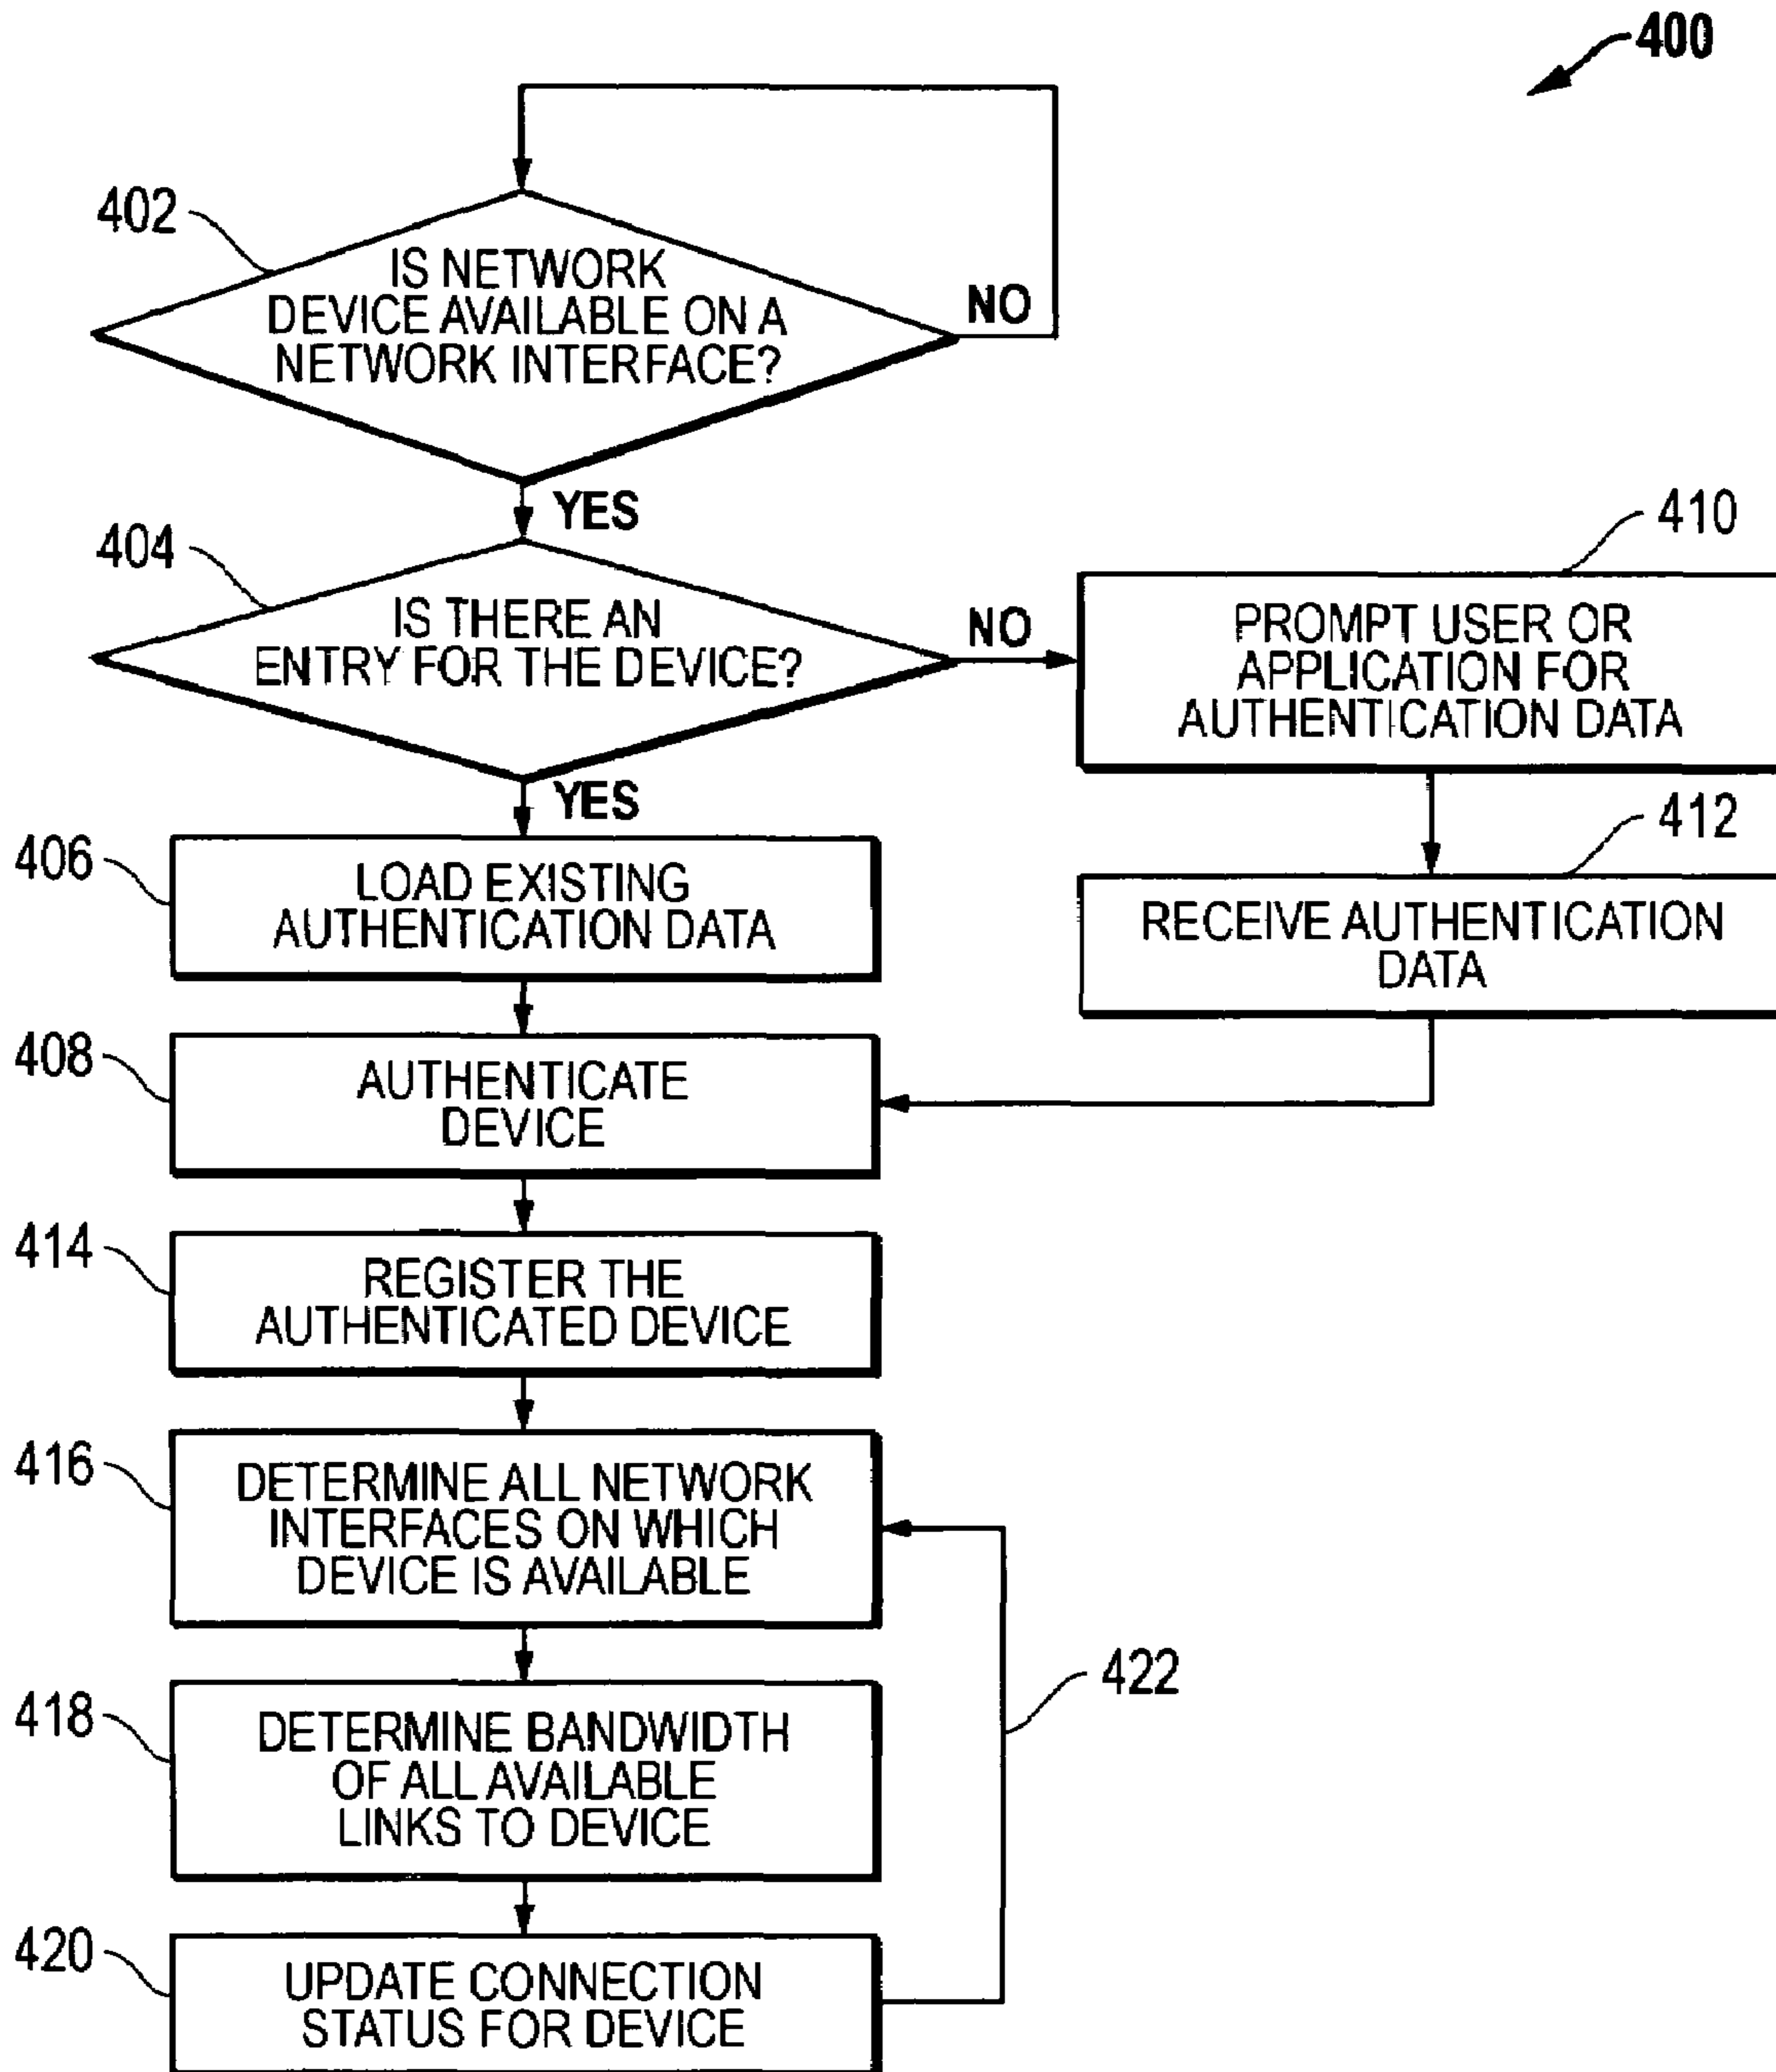 400
402
IS NETWORK
DEVICE AVAILABLE ON A
NETWORK INTERFACE?
NO
YES
404
IS THERE AN
ENTRY FOR THE DEVICE?
NO
410
PROMPT USER OR
APPLICATION FOR
AUTHENTICATION DATA
YES
412
RECEIVE AUTHENTICATION
DATA
406
LOAD EXISTING
AUTHENTICATION DATA
408
AUTHENTICATE
DEVICE
414
REGISTER THE
AUTHENTICATED DEVICE
416
DETERMINE ALL NETWORK
INTERFACES ON WHICH
DEVICE IS AVAILABLE
422
418
DETERMINE BANDWIDTH
OF ALL AVAILABLE
LINKS TO DEVICE
420
UPDATE CONNECTION
STATUS FOR DEVICE